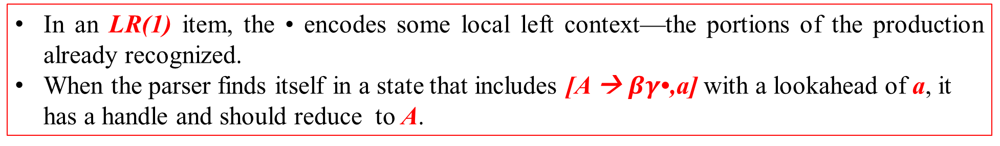 • In an LR(1) item, the • encodes some local left context—the portions of the production
already recognized.
• When the parser finds itself in a state that includes [A → βγ•,a] with a lookahead of a, it
has a handle and should reduce to A.